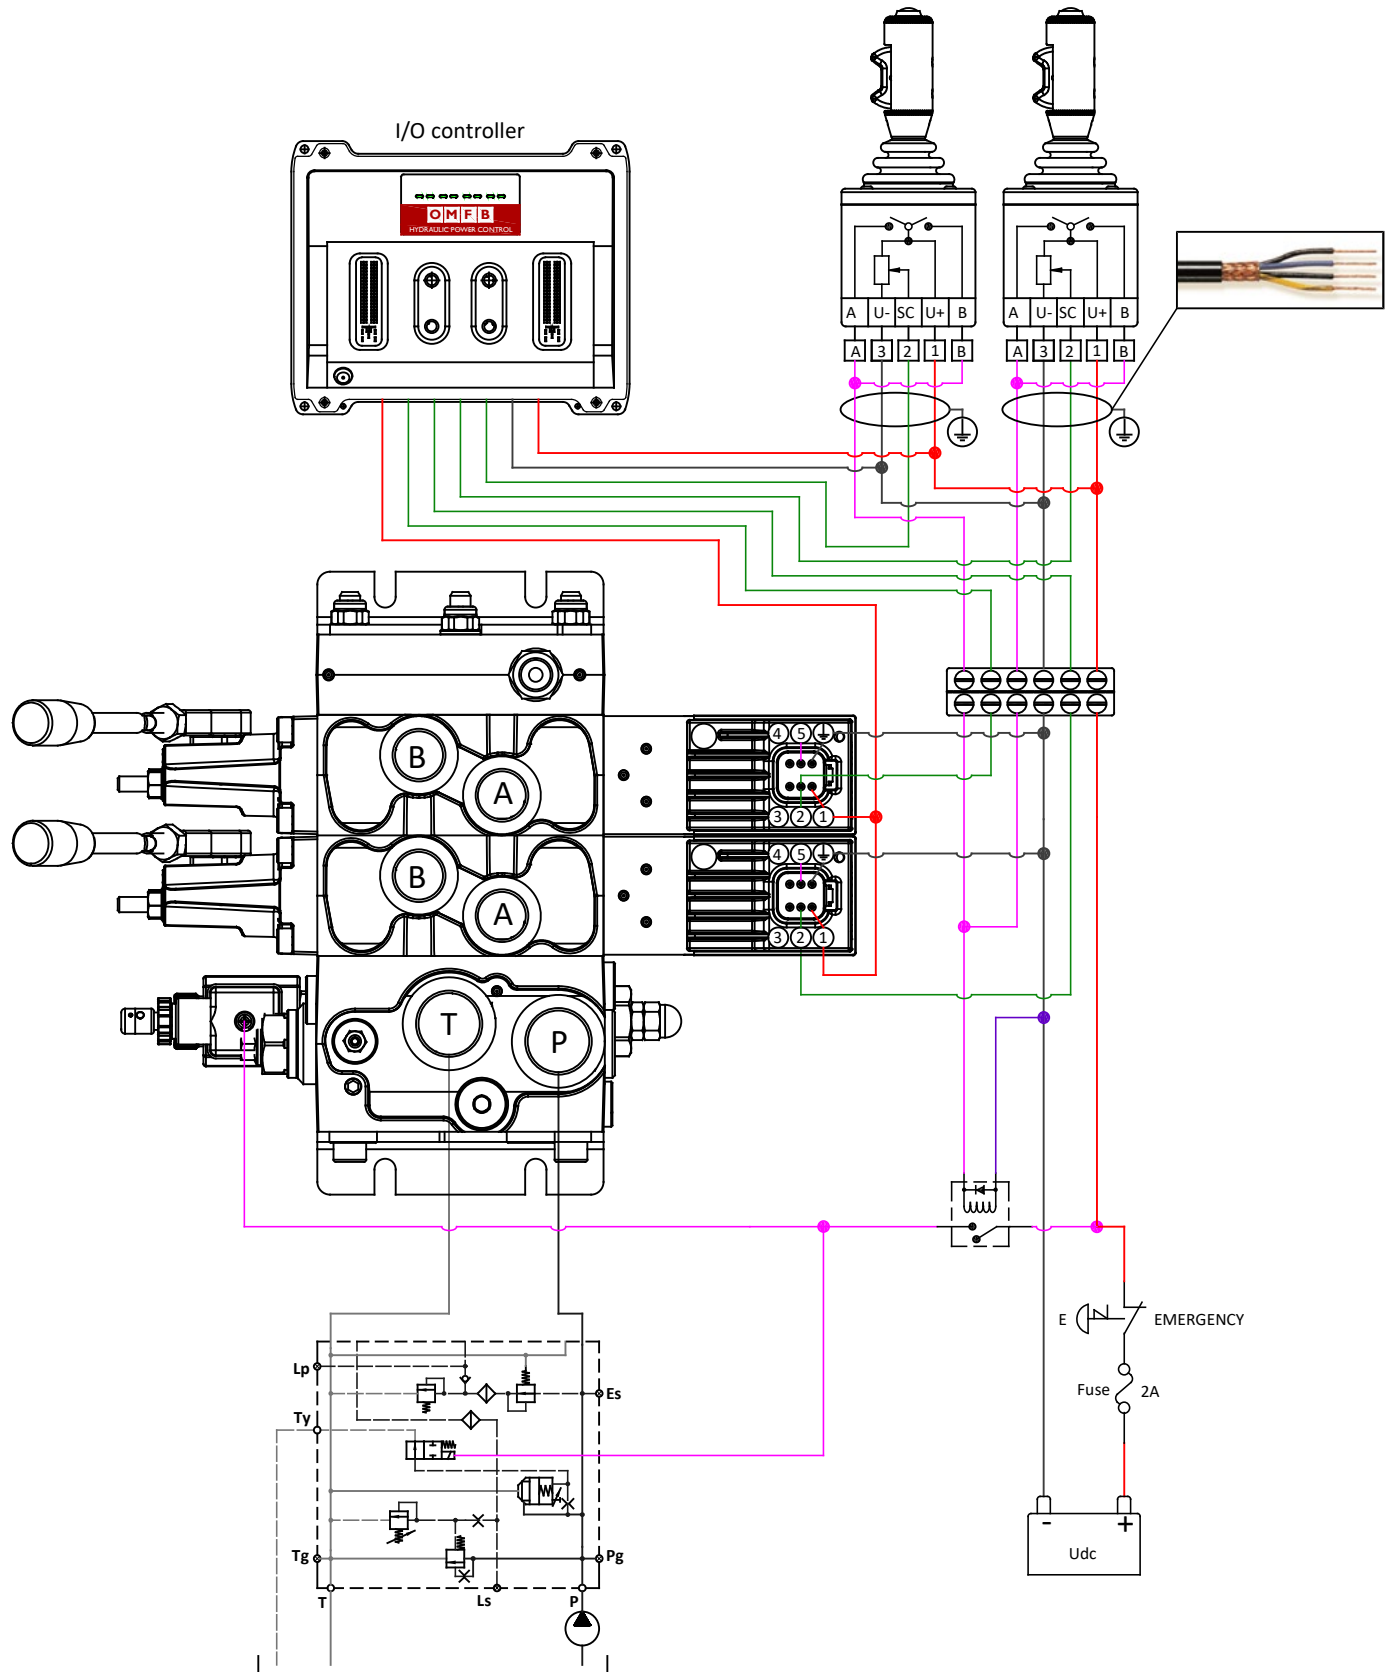 I/O controller
O M F B
HYDRAULIC POWER CONTROL
A U- SC U+ B
A U- SC U+ B
A 3 2 1 B
A 3 2 1 B
4 5
B
A
3 2 1
4 5
B
A
3 2 1
T
P
E EMERGENCY
Fuse 2A
Lp
Es
Ty
- +
Udc
Tg
Pg
T Ls P